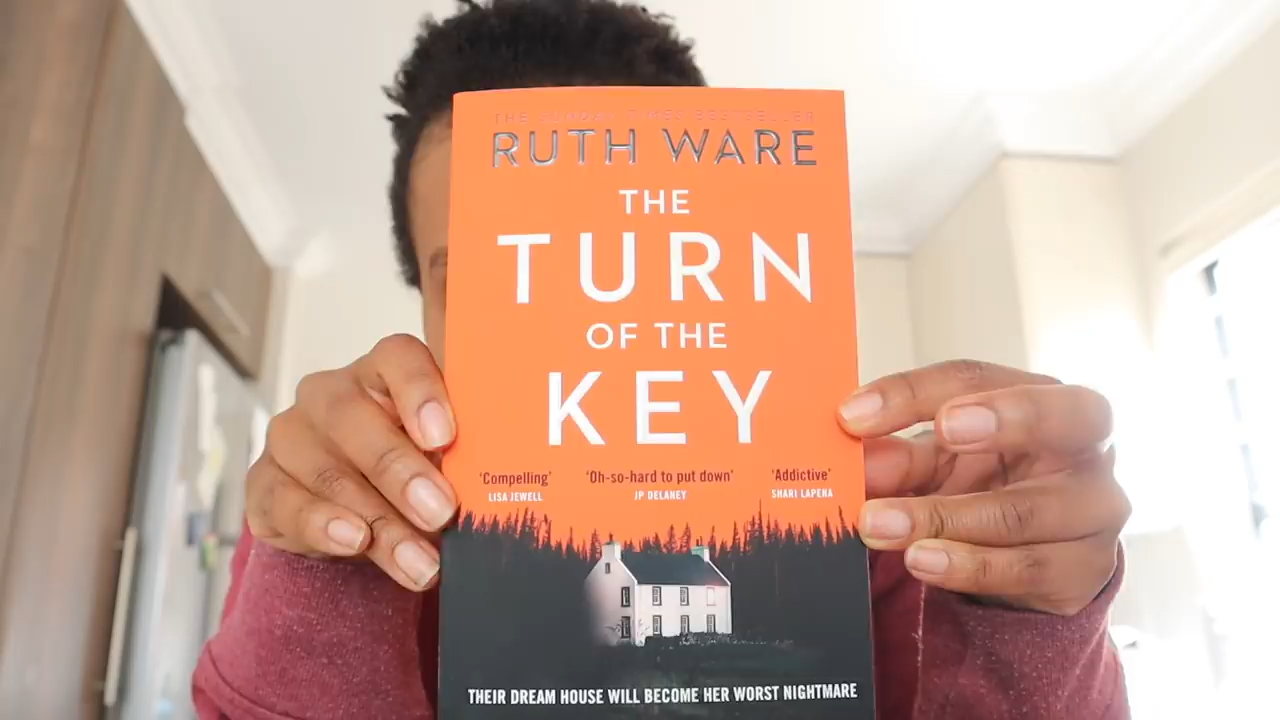 THE SUNDAY TIMES BESTSELLER
RUTH WARE
THE
TURN
OF THE
KEY
'Compelling' 'Oh-so-hard to put down' 'Addictive'
LISA JEWELL JP DELANEY SHARI LAPENA
THEIR DREAM HOUSE WILL BECOME HER WORST NIGHTMARE